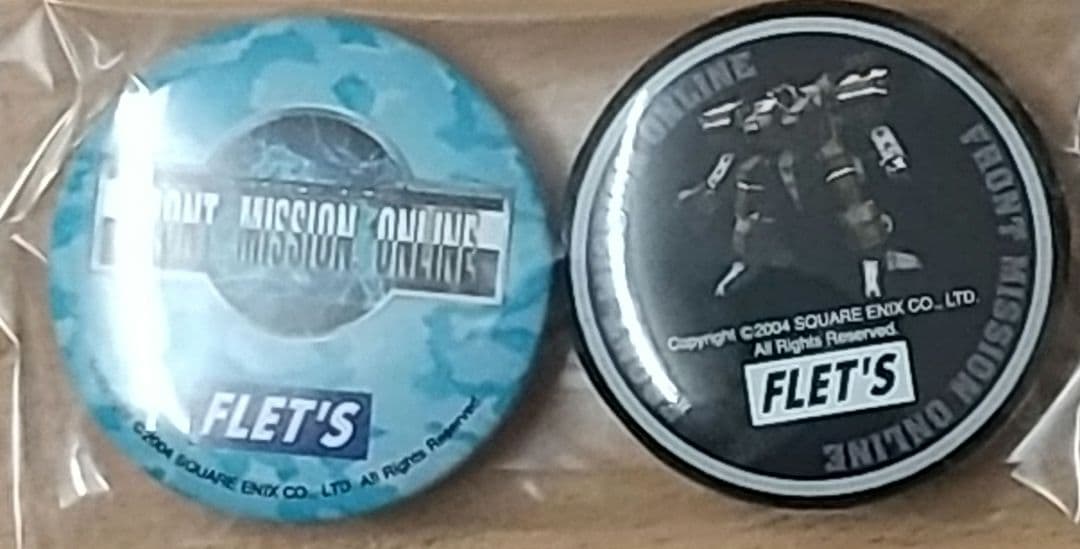 FRONT MISSION ONLINE
FLET'S
©2004 SQUARE ENIX CO., LTD All Rights Reserved.
ONLINE
FRONT MISSION ONLINE
Copyright ©2004 SQUARE ENIX CO., LTD.
All Rights Reserved.
FLET'S